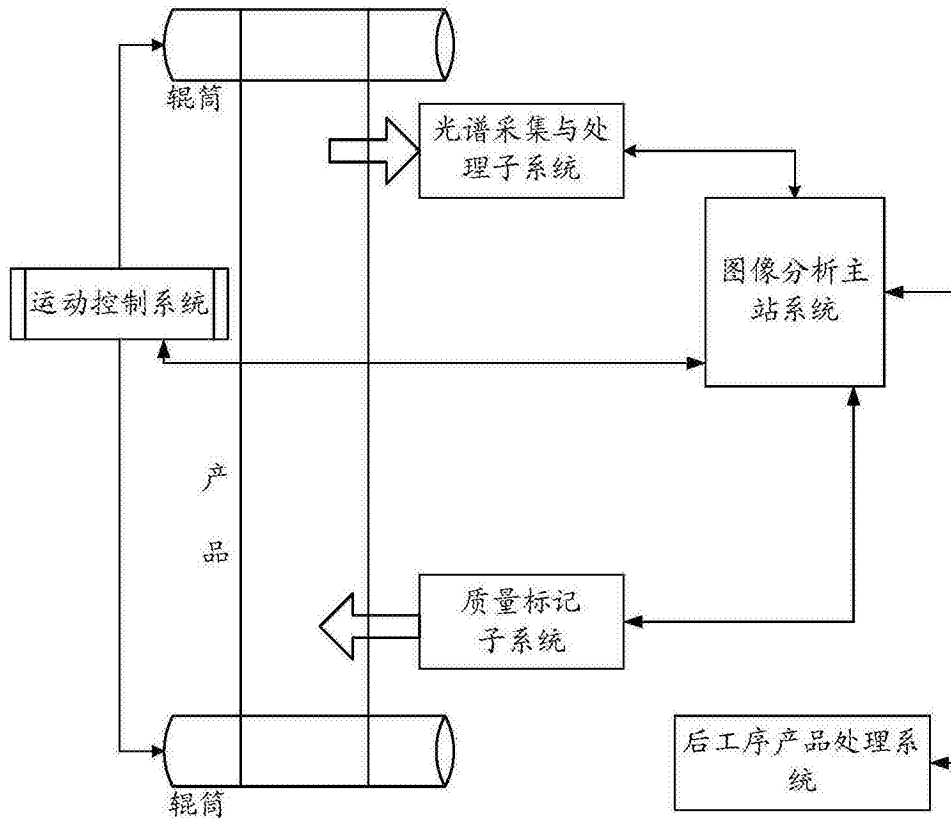 辊筒
光谱采集与处
理子系统
图像分析主
站系统
运动控制系统
产
品
质量标记
子系统
后工序产品处理系
统
辊筒